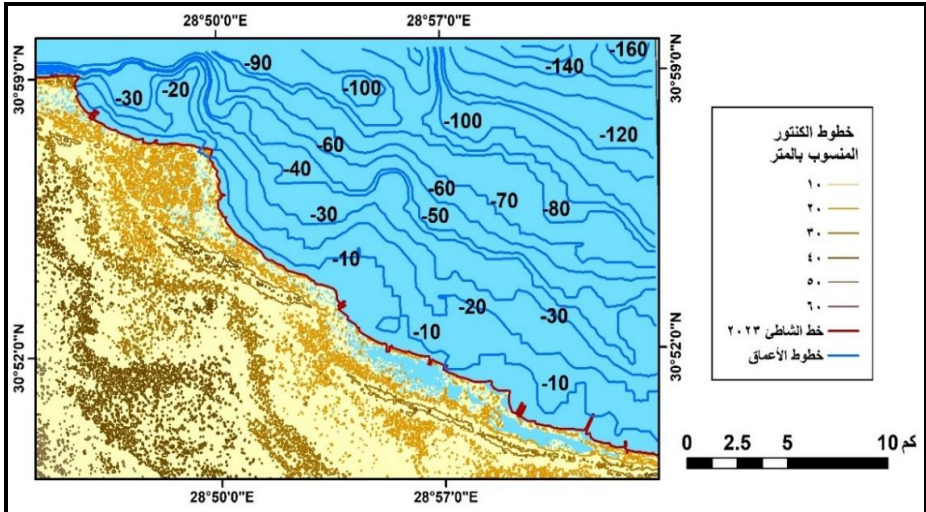 28°50'0"E 28°57'0"E
30°59'0"N
30°59'0"N
-90
-160
-140
-30
-20
-100
-100
-120
-60
-40
-60
-70
-80
-30
-50
-10
-20
-30
-10
-10
30°52'0"N
30°52'0"N
28°50'0"E 28°57'0"E
خطوط الكنتور
المنسوب بالمتر
١٠
٢٠
٣٠
٤٠
٥٠
٦٠
خط الشاطئ ٢٠٢٣
خطوط الأعماق
0 2.5 5 10 كم